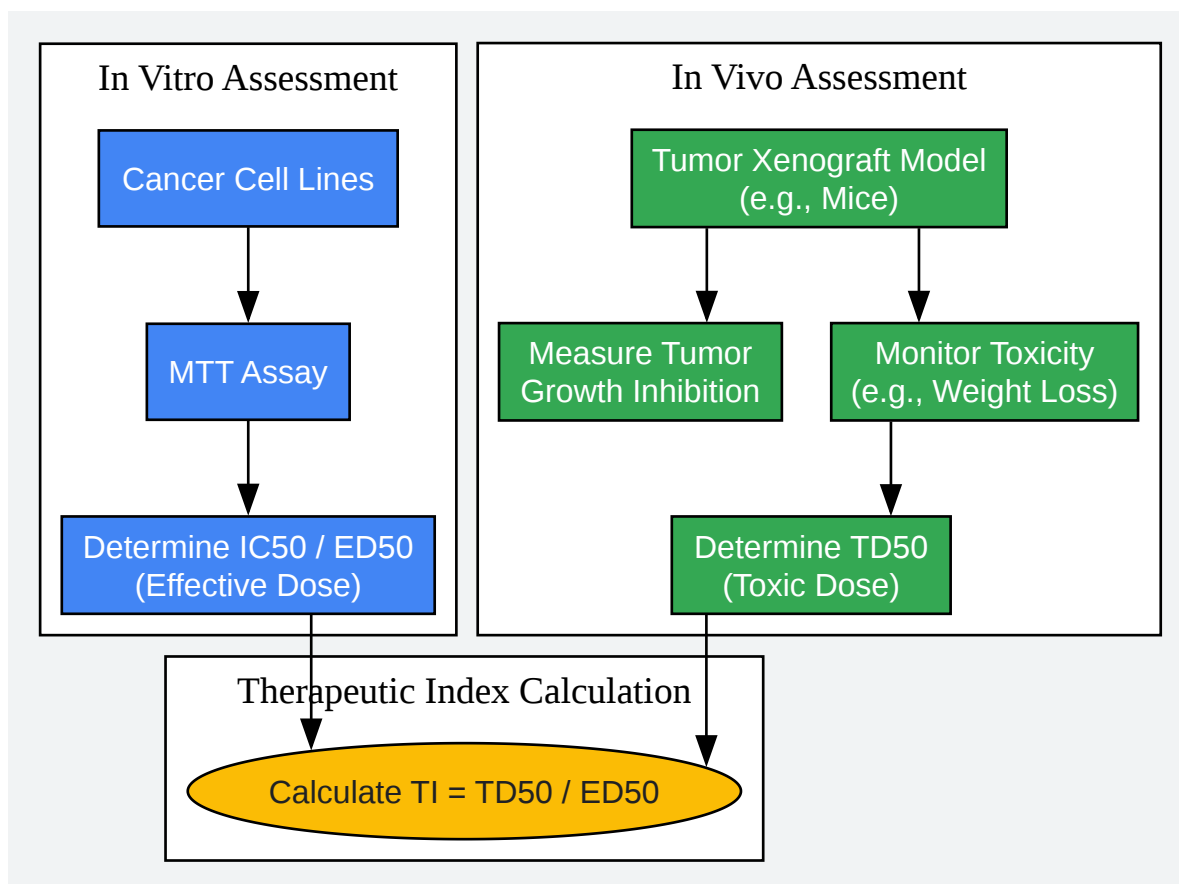 In Vitro Assessment
Cancer Cell Lines
MTT Assay
Determine IC50 / ED50
(Effective Dose)
In Vivo Assessment
Tumor Xenograft Model
(e.g., Mice)
Measure Tumor
Growth Inhibition
Monitor Toxicity
(e.g., Weight Loss)
Determine TD50
(Toxic Dose)
Therapeutic Index Calculation
Calculate TI = TD50 / ED50